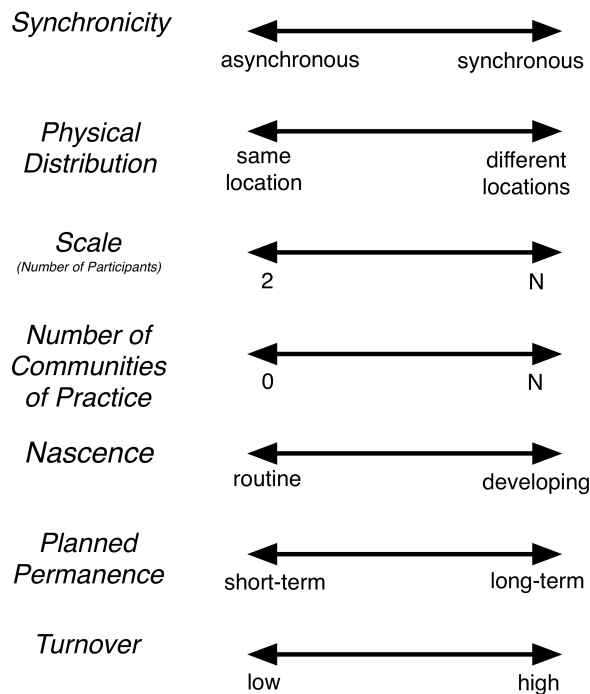 Synchronicity
asynchronous synchronous
Physical
Distribution
same
location
different
locations
Scale
(Number of Participants)
2 N
Number of
Communities
of Practice
0 N
Nascence
routine developing
Planned
Permanence
short-term long-term
Turnover
low high